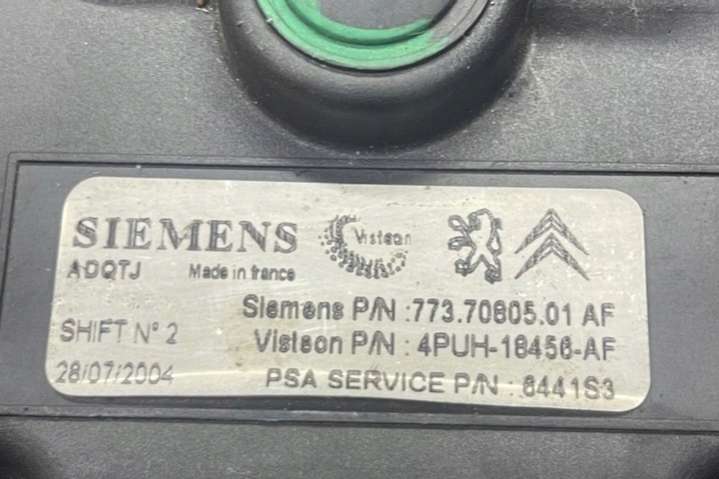 SIEMENS
Visteon
ADQTJ Made in france
Siemens P/N :773.70805.01 AF
SHIFT N° 2
Visteon P/N : 4PUH-18456-AF
28/07/2004
PSA SERVICE P/N : 6441S3